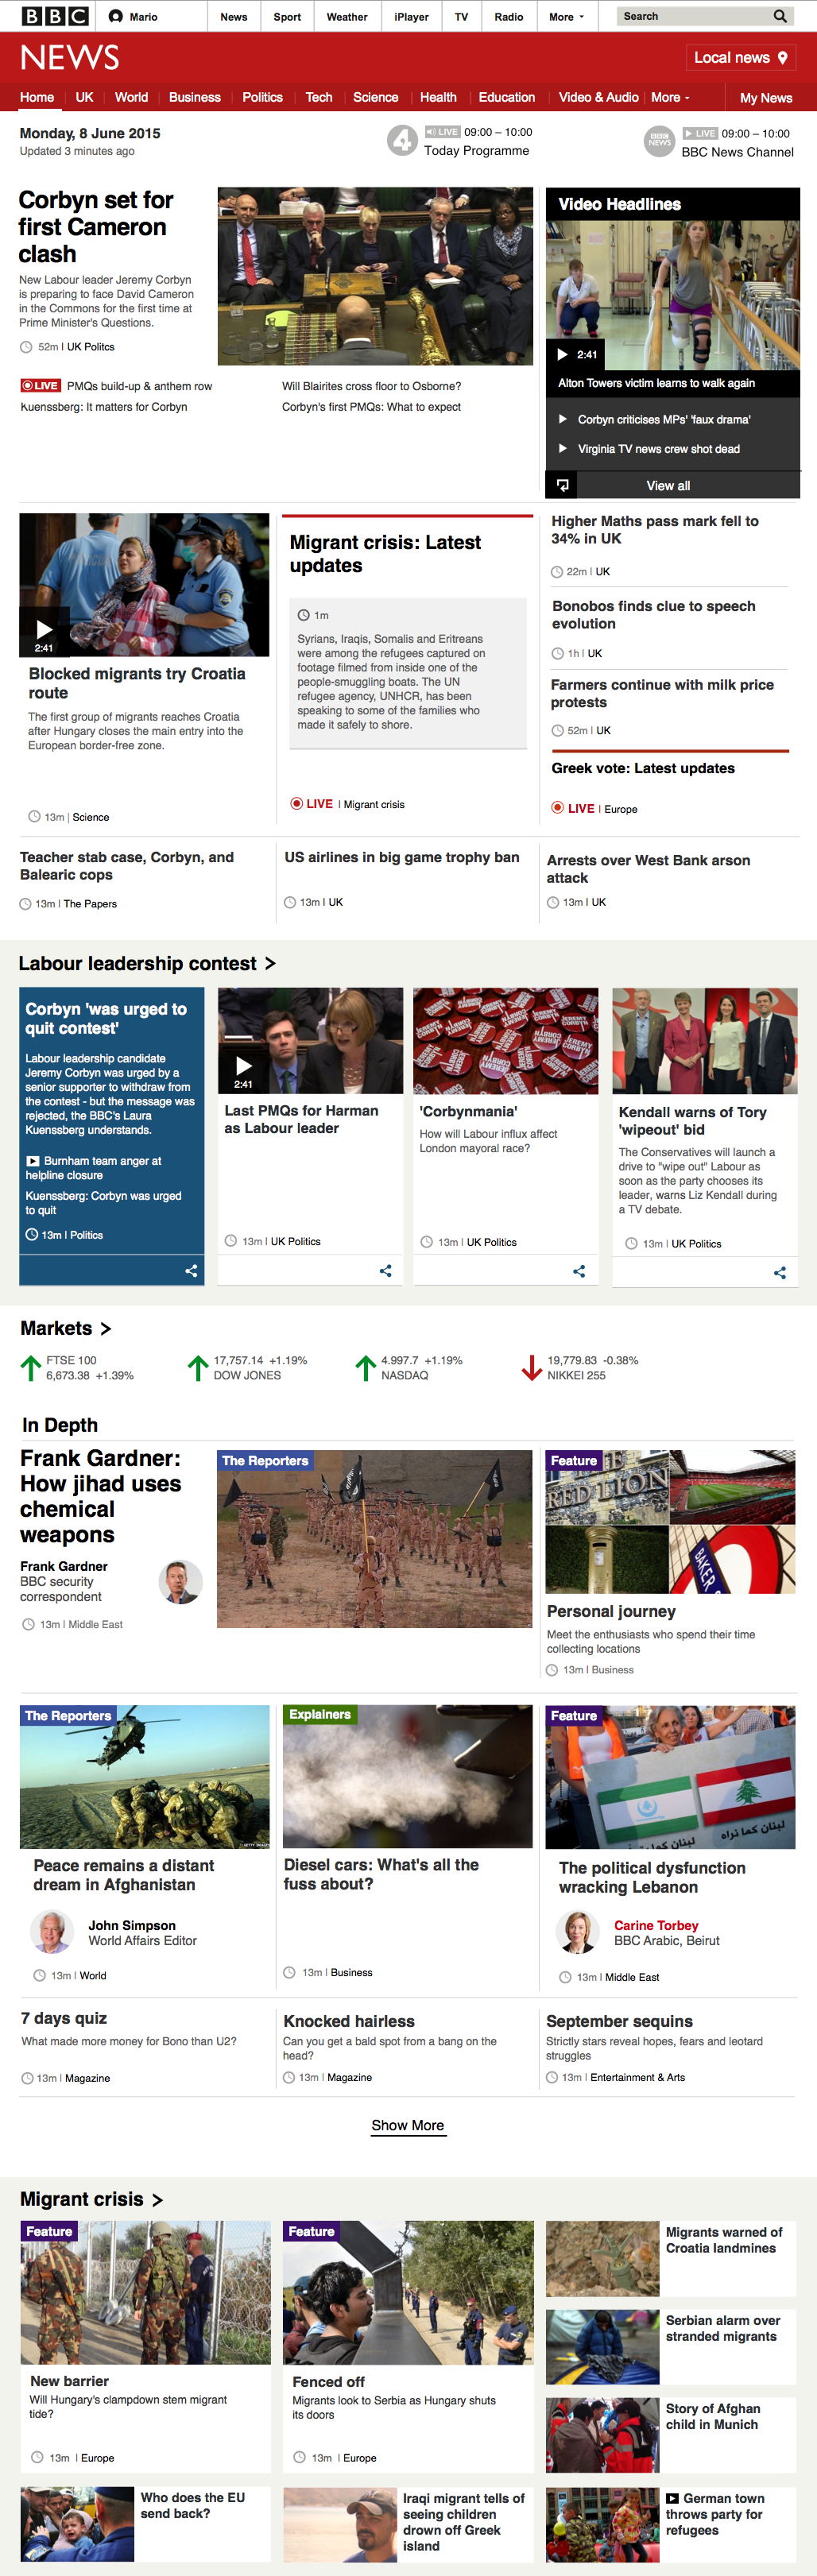 BBC
Mario
News
Sport
Weather
iPlayer
TV
Radio
More
Search
NEWS
Local news
Home
UK
World
Business
Politics
Tech
Science
Health
Education
Video & Audio
More
My News
Monday, 8 June 2015
Updated 3 minutes ago
4
LIVE 09:00 – 10:00
Today Programme
BBC NEWS
LIVE 09:00 – 10:00
BBC News Channel
Corbyn set for
first Cameron
clash
New Labour leader Jeremy Corbyn
is preparing to face David Cameron
in the Commons for the first time at
Prime Minister's Questions.
52m | UK Politcs
LIVE PMQs build-up & anthem row
Kuenssberg: It matters for Corbyn
Will Blairites cross floor to Osborne?
Corbyn's first PMQs: What to expect
Video Headlines
2:41
Alton Towers victim learns to walk again
Corbyn criticises MPs' 'faux drama'
Virginia TV news crew shot dead
View all
2:41
Blocked migrants try Croatia
route
The first group of migrants reaches Croatia
after Hungary closes the main entry into the
European border-free zone.
13m | Science
Migrant crisis: Latest
updates
1m
Syrians, Iraqis, Somalis and Eritreans
were among the refugees captured on
footage filmed from inside one of the
people-smuggling boats. The UN
refugee agency, UNHCR, has been
speaking to some of the families who
made it safely to shore.
LIVE | Migrant crisis
Higher Maths pass mark fell to
34% in UK
22m | UK
Bonobos finds clue to speech
evolution
1h | UK
Farmers continue with milk price
protests
52m | UK
Greek vote: Latest updates
LIVE | Europe
Teacher stab case, Corbyn, and
Balearic cops
13m | The Papers
US airlines in big game trophy ban
13m | UK
Arrests over West Bank arson
attack
13m | UK
Labour leadership contest >
Corbyn 'was urged to
quit contest'
Labour leadership candidate
Jeremy Corbyn was urged by a
senior supporter to withdraw from
the contest - but the message was
rejected, the BBC's Laura
Kuenssberg understands.
Burnham team anger at
helpline closure
Kuenssberg: Corbyn was urged
to quit
13m | Politics
2:41
Last PMQs for Harman
as Labour leader
13m | UK Politics
JEREMY CORBYN
'Corbynmania'
How will Labour influx affect
London mayoral race?
13m | UK Politics
Kendall warns of Tory
'wipeout' bid
The Conservatives will launch a
drive to "wipe out" Labour as
soon as the party chooses its
leader, warns Liz Kendall during
a TV debate.
13m | UK Politics
Markets >
FTSE 100
6,673.38 +1.39%
17,757.14 +1.19%
DOW JONES
4.997.7 +1.19%
NASDAQ
19,779.83 -0.38%
NIKKEI 255
In Depth
Frank Gardner:
How jihad uses
chemical
weapons
Frank Gardner
BBC security
correspondent
13m | Middle East
The Reporters
Feature
RED LION
BAKER
Personal journey
Meet the enthusiasts who spend their time
collecting locations
13m | Business
The Reporters
Peace remains a distant
dream in Afghanistan
John Simpson
World Affairs Editor
13m | World
Explainers
Diesel cars: What's all the
fuss about?
13m | Business
Feature
لبنان كما نراه
The political dysfunction
wracking Lebanon
Carine Torbey
BBC Arabic, Beirut
13m | Middle East
7 days quiz
What made more money for Bono than U2?
13m | Magazine
Knocked hairless
Can you get a bald spot from a bang on the
head?
13m | Magazine
September sequins
Strictly stars reveal hopes, fears and leotard
struggles
13m | Entertainment & Arts
Show More
Migrant crisis >
Feature
New barrier
Will Hungary's clampdown stem migrant
tide?
13m | Europe
Feature
Fenced off
Migrants look to Serbia as Hungary shuts
its doors
13m | Europe
Migrants warned of
Croatia landmines
Serbian alarm over
stranded migrants
Story of Afghan
child in Munich
Who does the EU
send back?
Iraqi migrant tells of
seeing children
drown off Greek
island
German town
throws party for
refugees